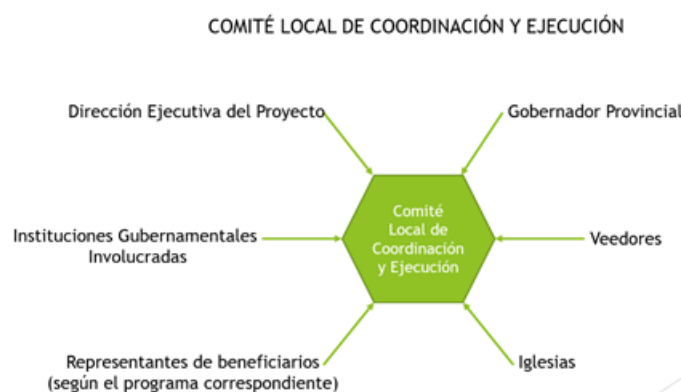 COMITÉ LOCAL DE COORDINACIÓN Y EJECUCIÓN
Dirección Ejecutiva del Proyecto
Gobernador Provincial
Comité
Local de
Coordinación
y Ejecución
Instituciones Gubernamentales
Involucradas
Veedores
Representantes de beneficiarios
(según el programa correspondiente)
Iglesias